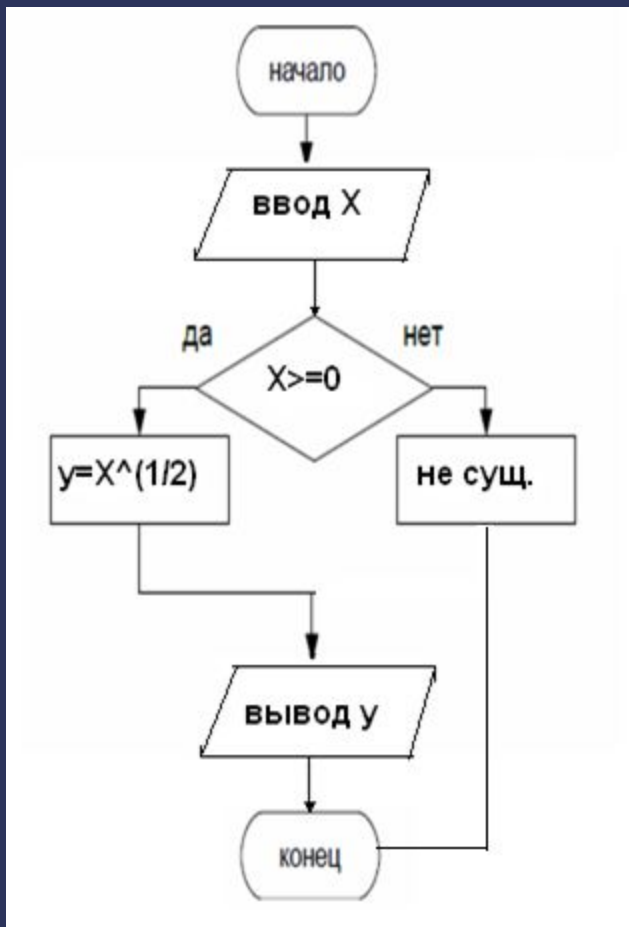 начало
ввод X
да
нет
X>=0
y=X^(1/2)
не сущ.
вывод y
конец